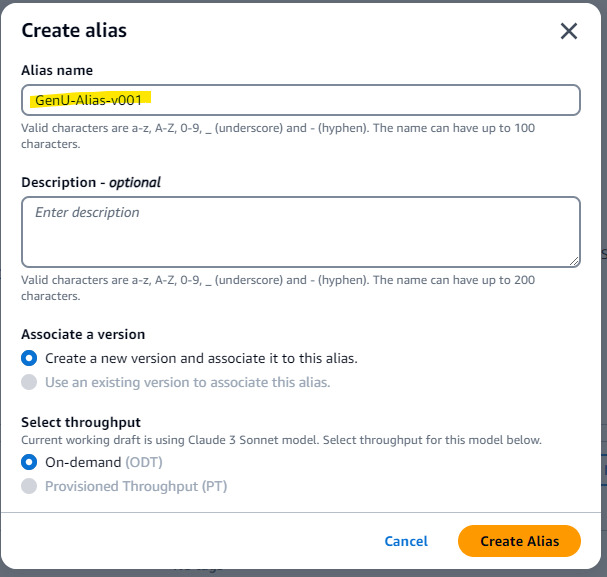 Create alias
Alias name
GenU-Alias-v001
Valid characters are a-z, A-Z, 0-9, _ (underscore) and - (hyphen). The name can have up to 100
characters.
Description - optional
Enter description
Valid characters are a-z, A-Z, 0-9, _ (underscore) and - (hyphen). The name can have up to 200
characters.
Associate a version
Create a new version and associate it to this alias.
Use an existing version to associate this alias.
Select throughput
Current working draft is using Claude 3 Sonnet model. Select throughput for this model below.
On-demand (ODT)
Provisioned Throughput (PT)
Cancel
Create Alias